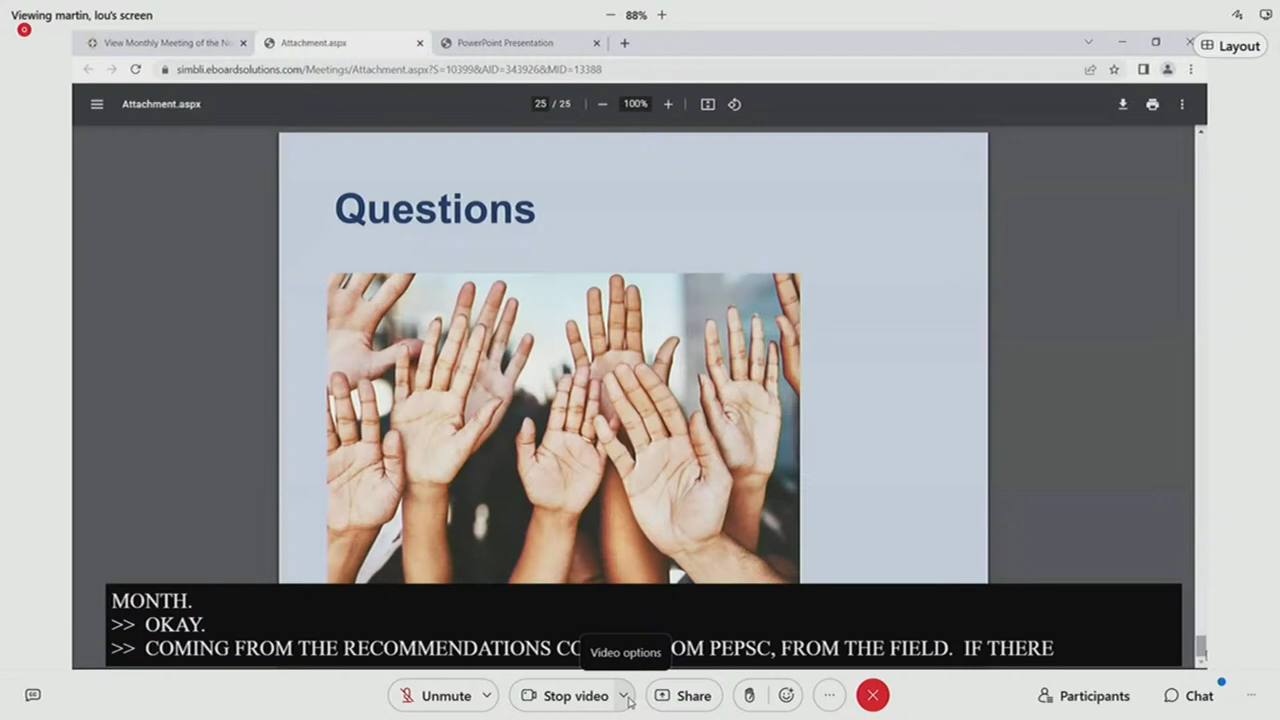 Viewing martin, lou's screen
88%
View Monthly Meeting of the No
Attachment.aspx
PowerPoint Presentation
Layout
simbli.eboardsolutions.com/Meetings/Attachment.aspx?S=10399&AID=343926&MID=13388
Attachment.aspx
25 / 25
100%
Questions
MONTH.
>> OKAY.
>> COMING FROM THE RECOMMENDATIONS CO OM PEPSC, FROM THE FIELD. IF THERE
Video options
Unmute
Stop video
Share
Participants
Chat